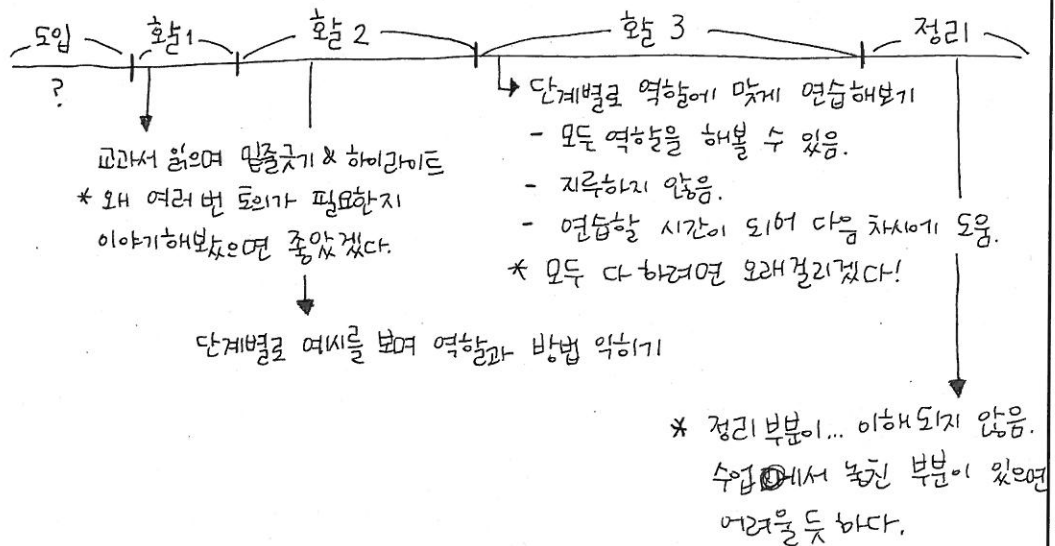 도입 활동1 활동2 활동3 정리
?
단계별로 역할에 맞게 연습해보기
- 모든 역할을 해볼 수 있음.
교과서 읽으며 밑줄긋기 & 하이라이트
- 지루하지 않음.
* 왜 여러 번 토의가 필요한지
이야기해봤으면 좋았겠다.
- 연습할 시간이 되어 다음 차시에 도움.
* 모두 다 하려면 오래걸리겠다!
단계별로 예시를 보며 역할과 방법 익히기
* 정리 부분이... 이해되지 않음.
수업에서 놓친 부분이 있으면
어려울 듯 하다.